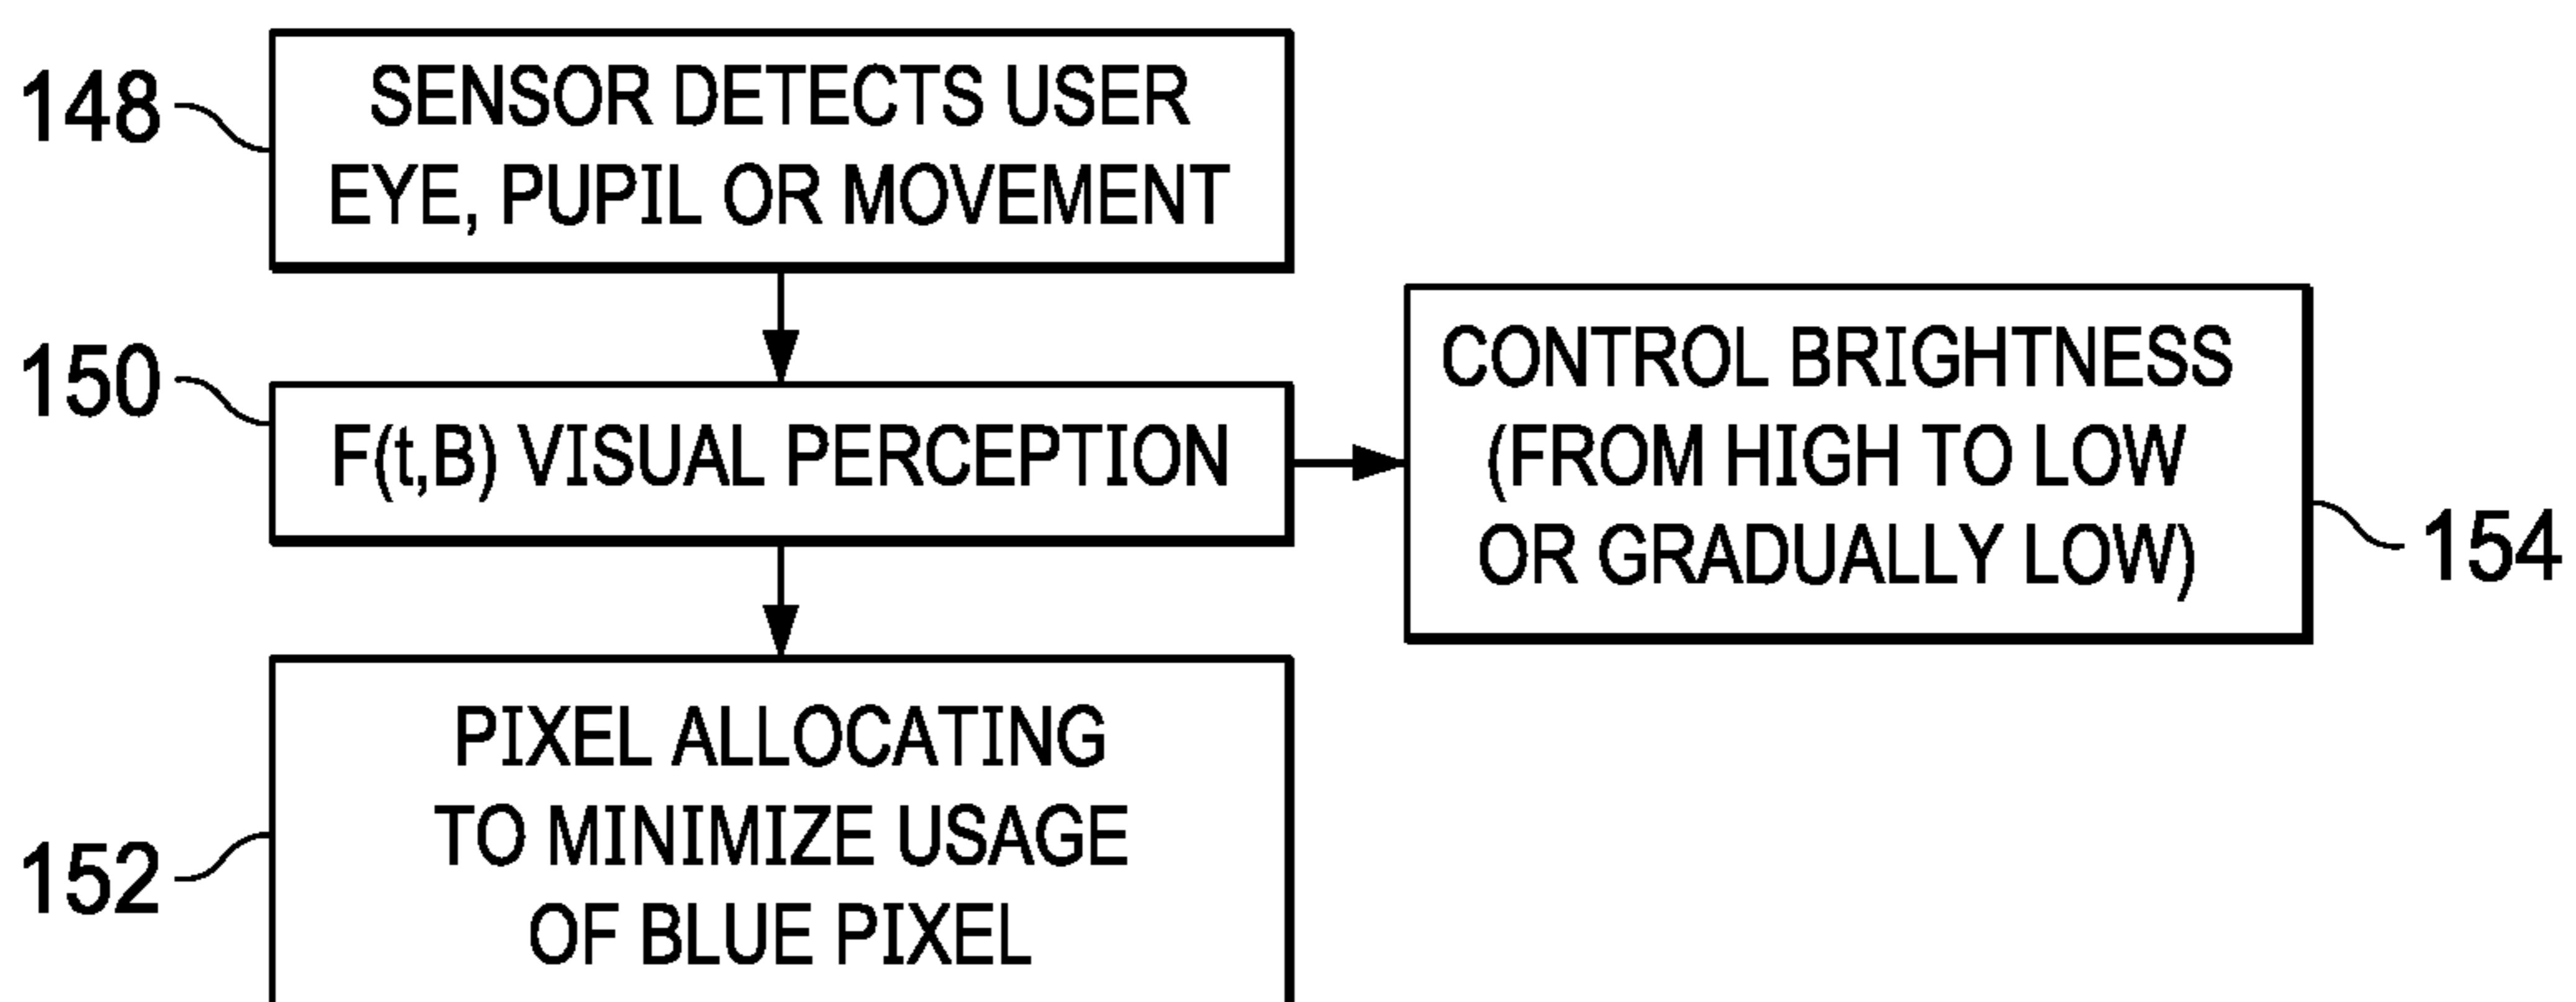 148
SENSOR DETECTS USER
EYE, PUPIL OR MOVEMENT
150
F(t,B) VISUAL PERCEPTION
CONTROL BRIGHTNESS
(FROM HIGH TO LOW
OR GRADUALLY LOW)
154
152
PIXEL ALLOCATING
TO MINIMIZE USAGE
OF BLUE PIXEL